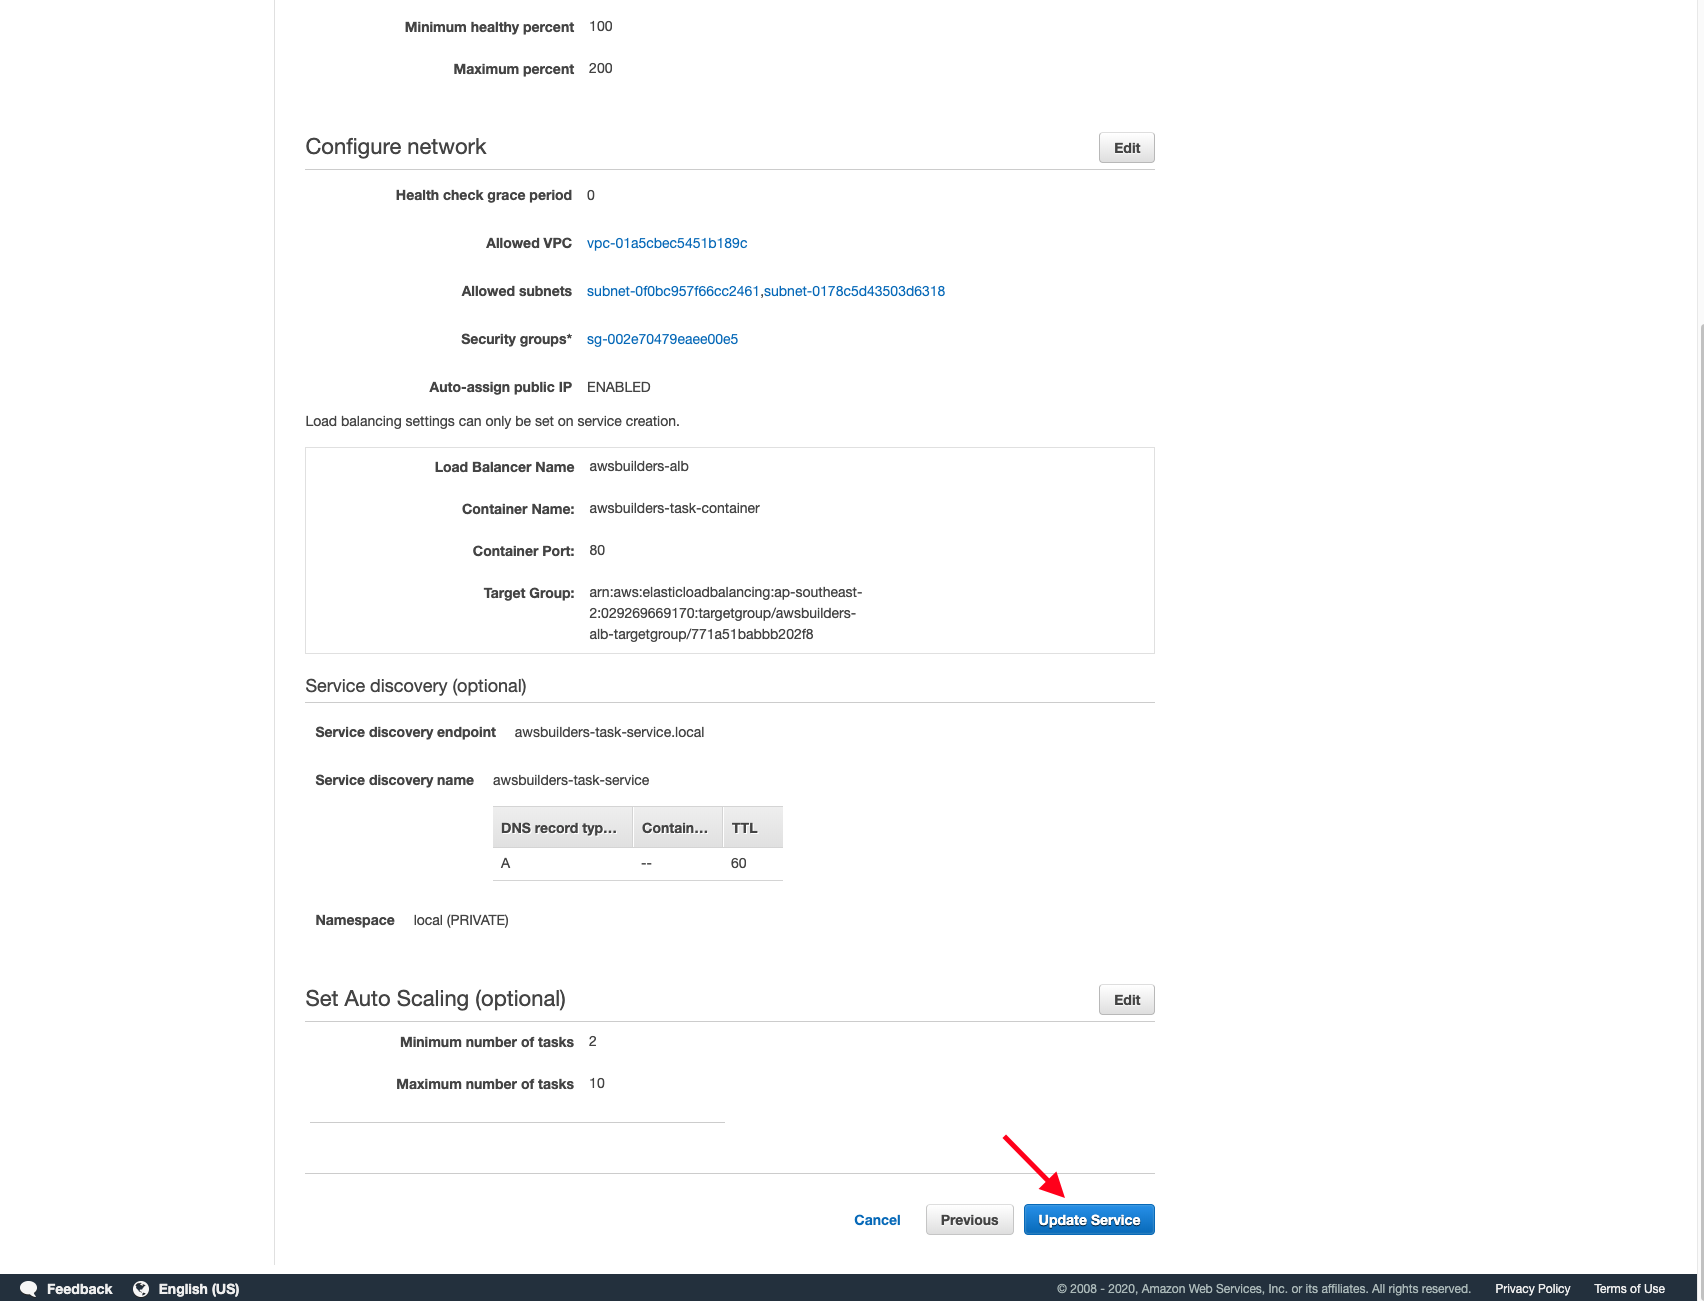 Minimum healthy percent 100
Maximum percent 200
Configure network Edit
Health check grace period 0
Allowed VPC vpc-01a5cbec5451b189c
Allowed subnets subnet-0f0bc957f66cc2461,subnet-0178c5d43503d6318
Security groups* sg-002e70479eaee00e5
Auto-assign public IP ENABLED
Load balancing settings can only be set on service creation.
Load Balancer Name awsbuilders-alb
Container Name: awsbuilders-task-container
Container Port: 80
Target Group: arn:aws:elasticloadbalancing:ap-southeast-
2:029269669170:targetgroup/awsbuilders-
alb-targetgroup/771a51babbb202f8
Service discovery (optional)
Service discovery endpoint awsbuilders-task-service.local
Service discovery name awsbuilders-task-service
DNS record typ... Contain... TTL
A -- 60
Namespace local (PRIVATE)
Set Auto Scaling (optional) Edit
Minimum number of tasks 2
Maximum number of tasks 10
Cancel Previous Update Service
Feedback English (US) © 2008 - 2020, Amazon Web Services, Inc. or its affiliates. All rights reserved. Privacy Policy Terms of Use